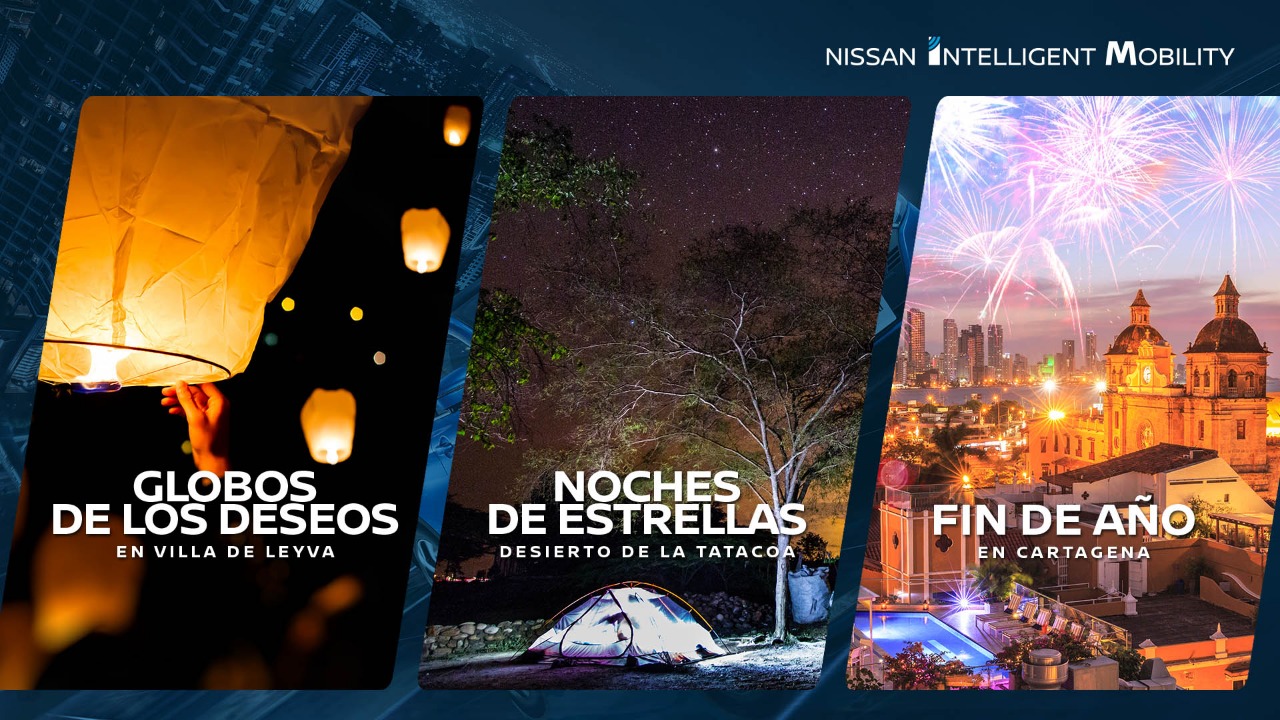 NISSAN INTELLIGENT MOBILITY
GLOBOS
DE LOS DESEOS
EN VILLA DE LEYVA
NOCHES
DE ESTRELLAS
DESIERTO DE LA TATACOA
FIN DE AÑO
EN CARTAGENA